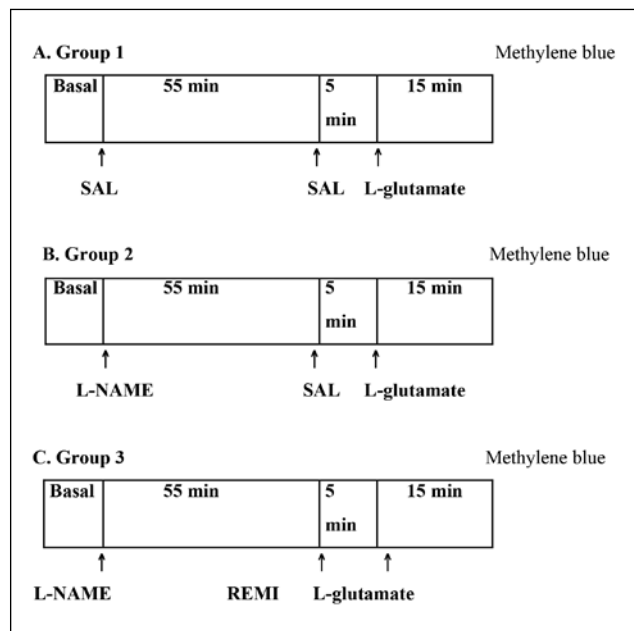 A. Group 1 Methylene blue
Basal 55 min 5 15 min
min
SAL SAL L-glutamate
B. Group 2 Methylene blue
Basal 55 min 5 15 min
min
L-NAME SAL L-glutamate
C. Group 3 Methylene blue
Basal 55 min 5 15 min
min
L-NAME REMI L-glutamate